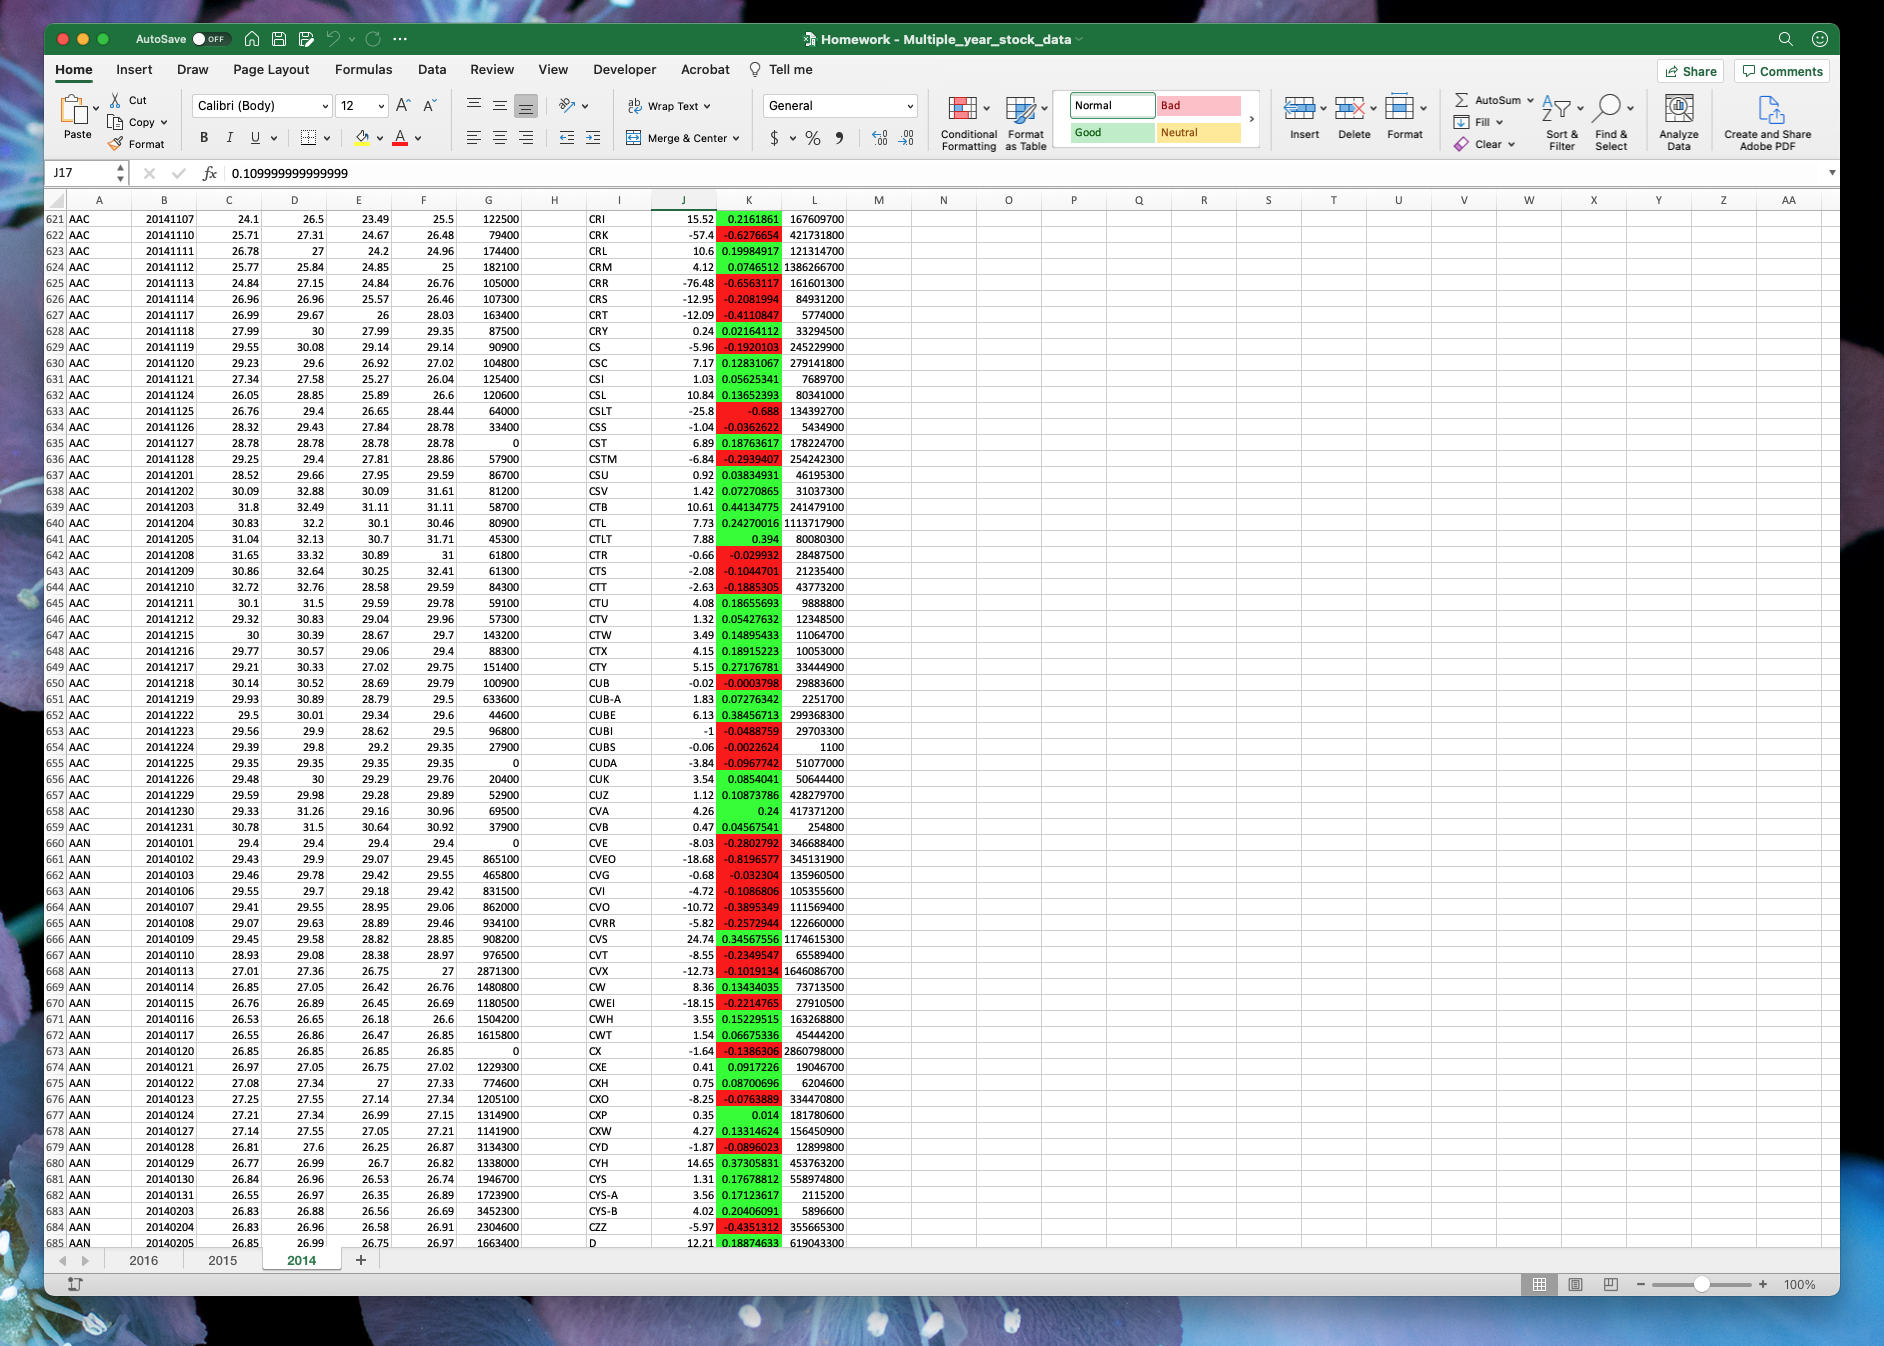 AutoSave OFF Homework - Multiple_year_stock_data
Home Insert Draw Page Layout Formulas Data Review View Developer Acrobat Tell me Share Comments
Paste Cut Copy Format
Calibri (Body) 12
Wrap Text
Merge & Center
General
Conditional Formatting Format as Table
Normal Bad
Good Neutral
Insert Delete Format
AutoSum Fill Clear
Sort & Filter Find & Select
Analyze Data
Create and Share Adobe PDF
J17 fx 0.109999999999999
A B C D E F G H I J K L M N O P Q R S T U V W X Y Z AA
621 AAC 20141107 24.1 26.5 23.49 25.5 122500 CRI 15.52 0.2161861 167609700
622 AAC 20141110 25.71 27.31 24.67 26.48 79400 CRK -57.4 -0.6276654 421731800
623 AAC 20141111 26.78 27 24.2 24.96 174400 CRL 10.6 0.19984917 121314700
624 AAC 20141112 25.77 25.84 24.85 25 182100 CRM 4.12 0.0746512 1386266700
625 AAC 20141113 24.84 27.15 24.84 26.76 105000 CRR -76.48 -0.6563117 161601300
626 AAC 20141114 26.96 26.96 25.57 26.46 107300 CRS -12.95 -0.2081994 84931200
627 AAC 20141117 26.99 29.67 26 28.03 163400 CRT -12.09 -0.4110847 5774000
628 AAC 20141118 27.99 30 27.99 29.35 87500 CRY 0.24 0.02164112 33294500
629 AAC 20141119 29.55 30.08 29.14 29.14 90900 CS -5.96 -0.1920103 245229900
630 AAC 20141120 29.23 29.6 26.92 27.02 104800 CSC 7.17 0.12831067 279141800
631 AAC 20141121 27.34 27.58 25.27 26.04 125400 CSI 1.03 0.05625341 7689700
632 AAC 20141124 26.05 28.85 25.89 26.6 120600 CSL 10.84 0.13652393 80341000
633 AAC 20141125 26.76 29.4 26.65 28.44 64000 CSLT -25.8 -0.688 134392700
634 AAC 20141126 28.32 29.43 27.84 28.78 33400 CSS -1.04 -0.0362622 5434900
635 AAC 20141127 28.78 28.78 28.78 28.78 0 CST 6.89 0.18763617 178224700
636 AAC 20141128 29.25 29.4 27.81 28.86 57900 CSTM -6.84 -0.2939407 254242300
637 AAC 20141201 28.52 29.66 27.95 29.59 86700 CSU 0.92 0.03834931 46195300
638 AAC 20141202 30.09 32.88 30.09 31.61 81200 CSV 1.42 0.07270865 31037300
639 AAC 20141203 31.8 32.49 31.11 31.11 58700 CTB 10.61 0.44134775 241479100
640 AAC 20141204 30.83 32.2 30.1 30.46 80900 CTL 7.73 0.24270016 1113717900
641 AAC 20141205 31.04 32.13 30.7 31.71 45300 CTLT 7.88 0.394 80080300
642 AAC 20141208 31.65 33.32 30.89 31 61800 CTR -0.66 -0.029932 28487500
643 AAC 20141209 30.86 32.64 30.25 32.41 61300 CTS -2.08 -0.1044701 21235400
644 AAC 20141210 32.72 32.76 28.58 29.59 84300 CTT -2.63 -0.1885305 43773200
645 AAC 20141211 30.1 31.5 29.59 29.78 59100 CTU 4.08 0.18655693 9888800
646 AAC 20141212 29.32 30.83 29.04 29.96 57300 CTV 1.32 0.05427632 12348500
647 AAC 20141215 30 30.39 28.67 29.7 143200 CTW 3.49 0.14895433 11064700
648 AAC 20141216 29.77 30.57 29.06 29.4 88300 CTX 4.15 0.18915223 10053000
649 AAC 20141217 29.21 30.33 27.02 29.75 151400 CTY 5.15 0.27176781 33444900
650 AAC 20141218 30.14 30.52 28.69 29.79 100900 CUB -0.02 -0.0003798 29883600
651 AAC 20141219 29.93 30.89 28.79 29.5 633600 CUB-A 1.83 0.07276342 2251700
652 AAC 20141222 29.5 30.01 29.34 29.6 44600 CUBE 6.13 0.38456713 299368300
653 AAC 20141223 29.56 29.9 28.62 29.5 96800 CUBI -1 -0.0488759 29703300
654 AAC 20141224 29.39 29.8 29.2 29.35 27900 CUBS -0.06 -0.0022624 1100
655 AAC 20141225 29.35 29.35 29.35 29.35 0 CUDA -3.84 -0.0967742 51077000
656 AAC 20141226 29.48 30 29.29 29.76 20400 CUK 3.54 0.0854041 50644400
657 AAC 20141229 29.59 29.98 29.28 29.89 52900 CUZ 1.12 0.10873786 428279700
658 AAC 20141230 29.33 31.26 29.16 30.96 69500 CVA 4.26 0.24 417371200
659 AAC 20141231 30.78 31.5 30.64 30.92 37900 CVB 0.47 0.04567541 254800
660 AAN 20140101 29.4 29.4 29.4 29.4 0 CVE -8.03 -0.2802792 346688400
661 AAN 20140102 29.43 29.9 29.07 29.45 865100 CVEO -18.68 -0.8196577 345131900
662 AAN 20140103 29.46 29.78 29.42 29.55 465800 CVG -0.68 -0.032304 135960500
663 AAN 20140106 29.55 29.7 29.18 29.42 831500 CVI -4.72 -0.1086806 105355600
664 AAN 20140107 29.41 29.55 28.95 29.06 862000 CVO -10.72 -0.3895349 111569400
665 AAN 20140108 29.07 29.63 28.89 29.46 934100 CVRR -5.82 -0.2572944 122660000
666 AAN 20140109 29.45 29.58 28.82 28.85 908200 CVS 24.74 0.34567556 1174615300
667 AAN 20140110 28.93 29.08 28.38 28.97 976500 CVT -8.55 -0.2349547 65589400
668 AAN 20140113 27.01 27.36 26.75 27 2871300 CVX -12.73 -0.1019134 1646086700
669 AAN 20140114 26.85 27.05 26.42 26.76 1480800 CW 8.36 0.13434035 73713500
670 AAN 20140115 26.76 26.89 26.45 26.69 1180500 CWEI -18.15 -0.2214765 27910500
671 AAN 20140116 26.53 26.65 26.18 26.6 1504200 CWH 3.55 0.15229515 163268800
672 AAN 20140117 26.55 26.86 26.47 26.85 1615800 CWT 1.54 0.06675336 45444200
673 AAN 20140120 26.85 26.85 26.85 26.85 0 CX -1.64 -0.1386306 2860798000
674 AAN 20140121 26.97 27.05 26.75 27.02 1229300 CXE 0.41 0.0917226 19046700
675 AAN 20140122 27.08 27.34 27 27.33 774600 CXH 0.75 0.08700696 6204600
676 AAN 20140123 27.25 27.55 27.14 27.34 1205100 CXO -8.25 -0.0763889 334470800
677 AAN 20140124 27.21 27.34 26.99 27.15 1314900 CXP 0.35 0.014 181780600
678 AAN 20140127 27.14 27.55 27.05 27.21 1141900 CXW 4.27 0.13314624 156450900
679 AAN 20140128 26.81 27.6 26.25 26.87 3134300 CYD -1.87 -0.0896023 12899800
680 AAN 20140129 26.77 26.99 26.7 26.82 1338000 CYH 14.65 0.37305831 453763200
681 AAN 20140130 26.84 26.96 26.53 26.74 1946700 CYS 1.31 0.17678812 558974800
682 AAN 20140131 26.55 26.97 26.35 26.89 1723900 CYS-A 3.56 0.17123617 2115200
683 AAN 20140203 26.83 26.88 26.56 26.69 3452300 CYS-B 4.02 0.20406091 5896600
684 AAN 20140204 26.83 26.96 26.58 26.91 2304600 CZZ -5.97 -0.4351312 355665300
685 AAN 20140205 26.85 26.99 26.75 26.97 1663400 D 12.21 0.18874633 619043300
2016 2015 2014 +
100%